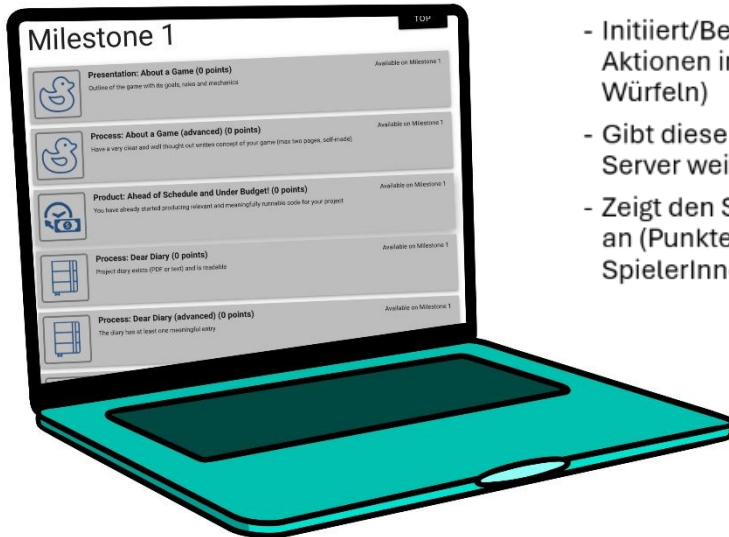 TOP
Milestone 1
Presentation: About a Game (0 points)
Available on Milestone 1
Outline of the game with its goals, rules and mechanics
Process: About a Game (advanced) (0 points)
Available on Milestone 1
Have a very clear and well thought out written concept of your game (max two pages, self-made)
Product: Ahead of Schedule and Under Budget! (0 points)
Available on Milestone 1
You have already started producing relevant and meaningfully runnable code for your project
Process: Dear Diary (0 points)
Available on Milestone 1
Project diary exists (PDF or text) and is readable
Process: Dear Diary (advanced) (0 points)
Available on Milestone 1
The diary has at least one meaningful entry
- Initiiert/Be
Aktionen i
Würfeln)
- Gibt diese
Server wei
- Zeigt den S
an (Punkte
SpielerInn